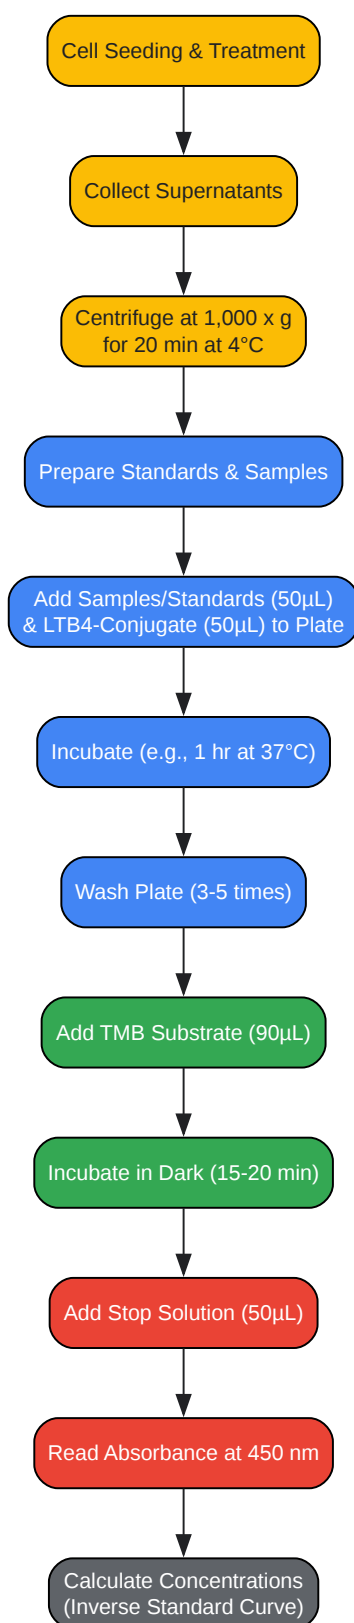 Cell Seeding & Treatment
Collect Supernatants
Centrifuge at 1,000 x g
for 20 min at 4°C
Prepare Standards & Samples
Add Samples/Standards (50µL)
& LTB4-Conjugate (50µL) to Plate
Incubate (e.g., 1 hr at 37°C)
Wash Plate (3-5 times)
Add TMB Substrate (90µL)
Incubate in Dark (15-20 min)
Add Stop Solution (50µL)
Read Absorbance at 450 nm
Calculate Concentrations
(Inverse Standard Curve)